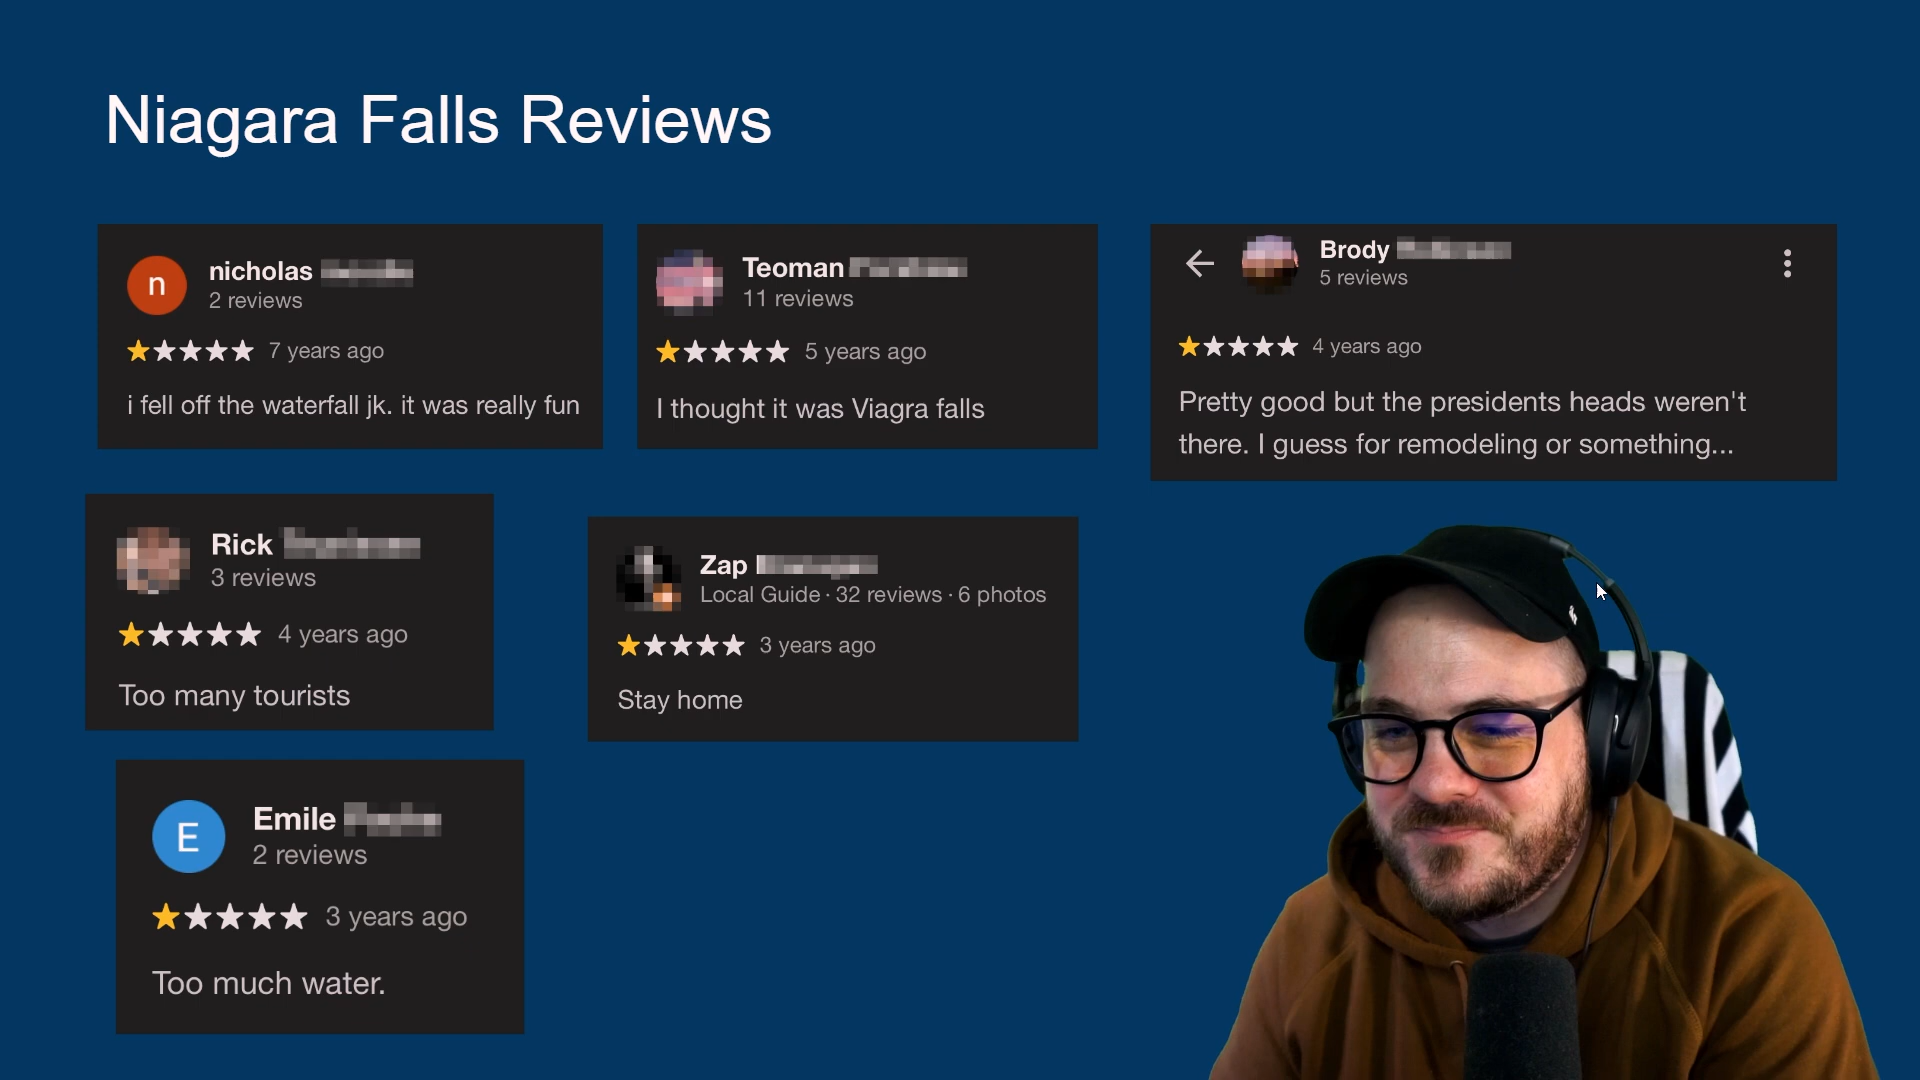 Niagara Falls Reviews
n
nicholas
2 reviews
7 years ago
i fell off the waterfall jk. it was really fun
Teoman
11 reviews
5 years ago
I thought it was Viagra falls
Brody
5 reviews
4 years ago
Pretty good but the presidents heads weren't
there. I guess for remodeling or something...
Rick
3 reviews
4 years ago
Too many tourists
Zap
Local Guide · 32 reviews · 6 photos
3 years ago
Stay home
E
Emile
2 reviews
3 years ago
Too much water.